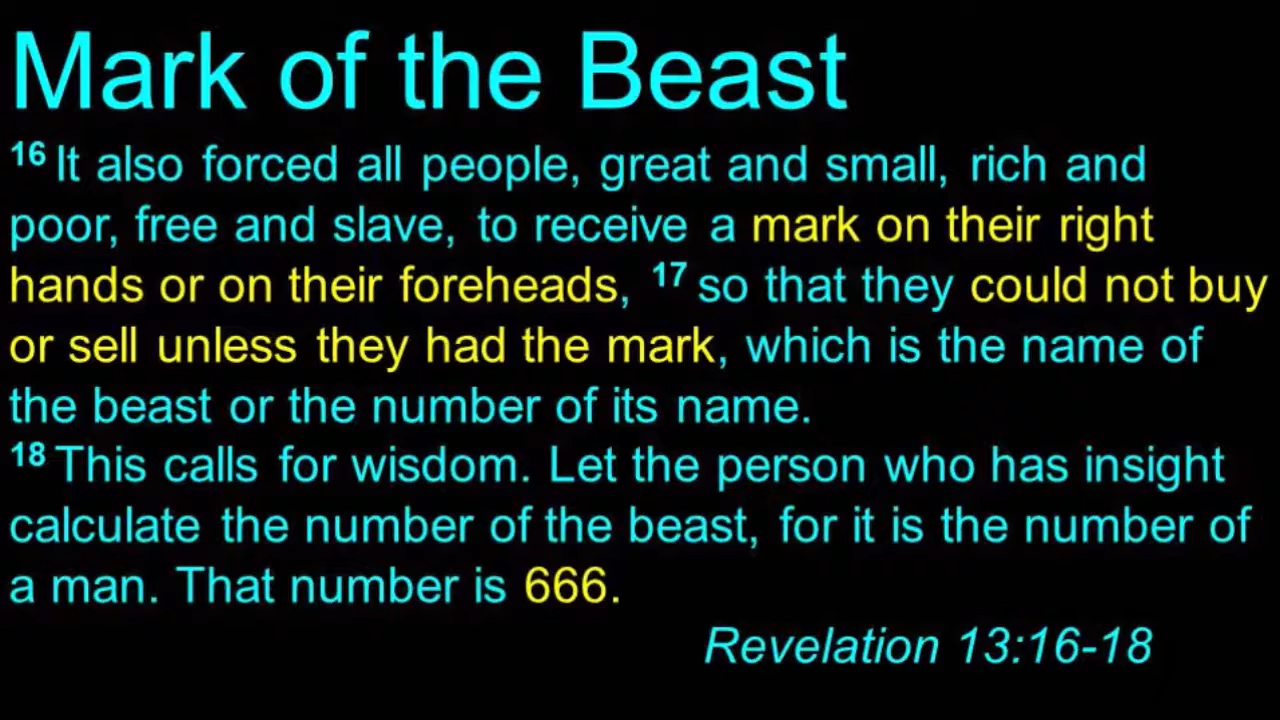 Mark of the Beast
16 It also forced all people, great and small, rich and
poor, free and slave, to receive a mark on their right
hands or on their foreheads, 17 so that they could not buy
or sell unless they had the mark, which is the name of
the beast or the number of its name.
18 This calls for wisdom. Let the person who has insight
calculate the number of the beast, for it is the number of
a man. That number is 666.
Revelation 13:16-18